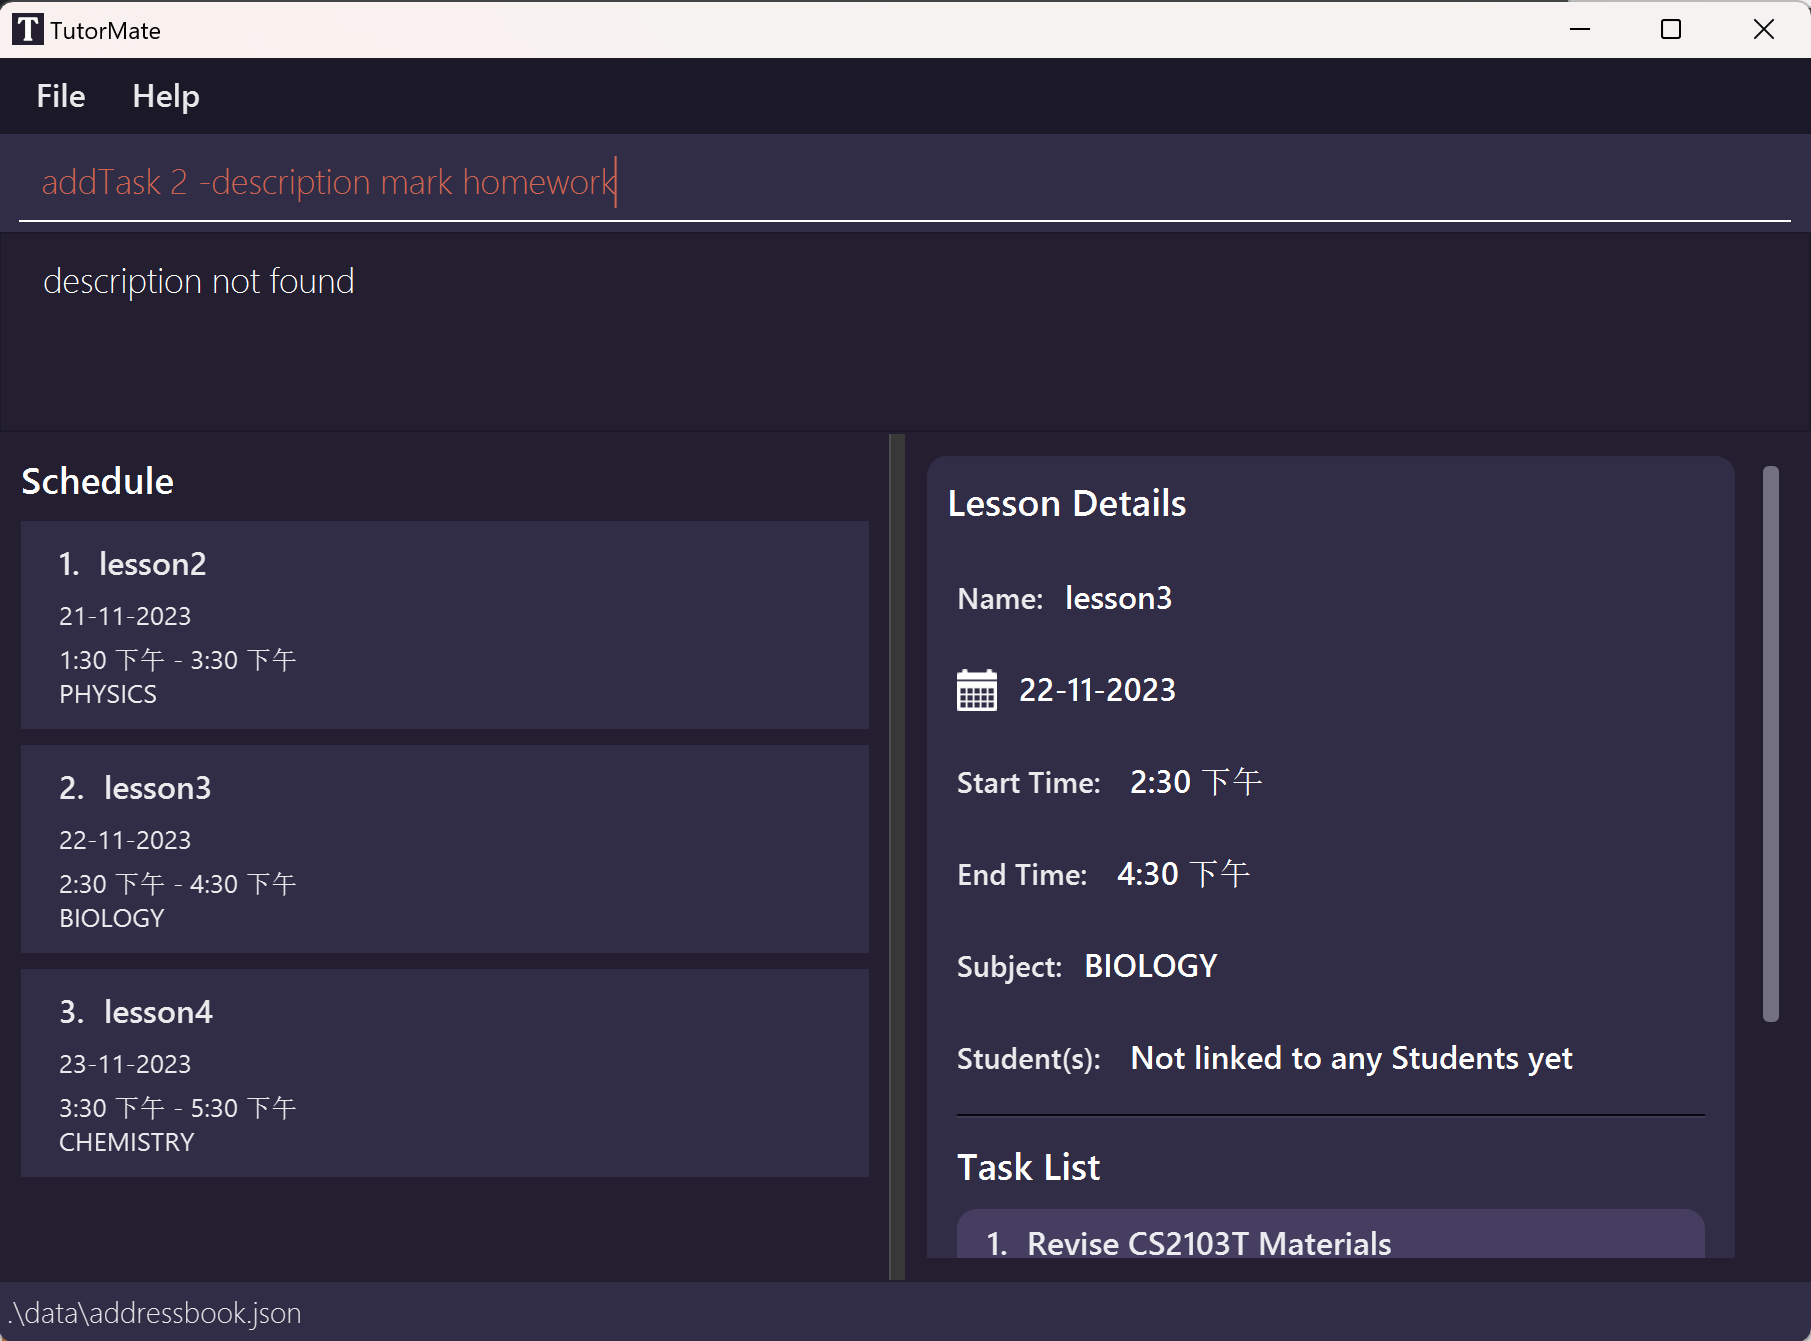 TutorMate
File Help
addTask 2 -description mark homework
description not found
Schedule
1. lesson2
21-11-2023
1:30 下午 - 3:30 下午
PHYSICS
2. lesson3
22-11-2023
2:30 下午 - 4:30 下午
BIOLOGY
3. lesson4
23-11-2023
3:30 下午 - 5:30 下午
CHEMISTRY
Lesson Details
Name: lesson3
22-11-2023
Start Time: 2:30 下午
End Time: 4:30 下午
Subject: BIOLOGY
Student(s): Not linked to any Students yet
Task List
1. Revise CS2103T Materials
.\data\addressbook.json